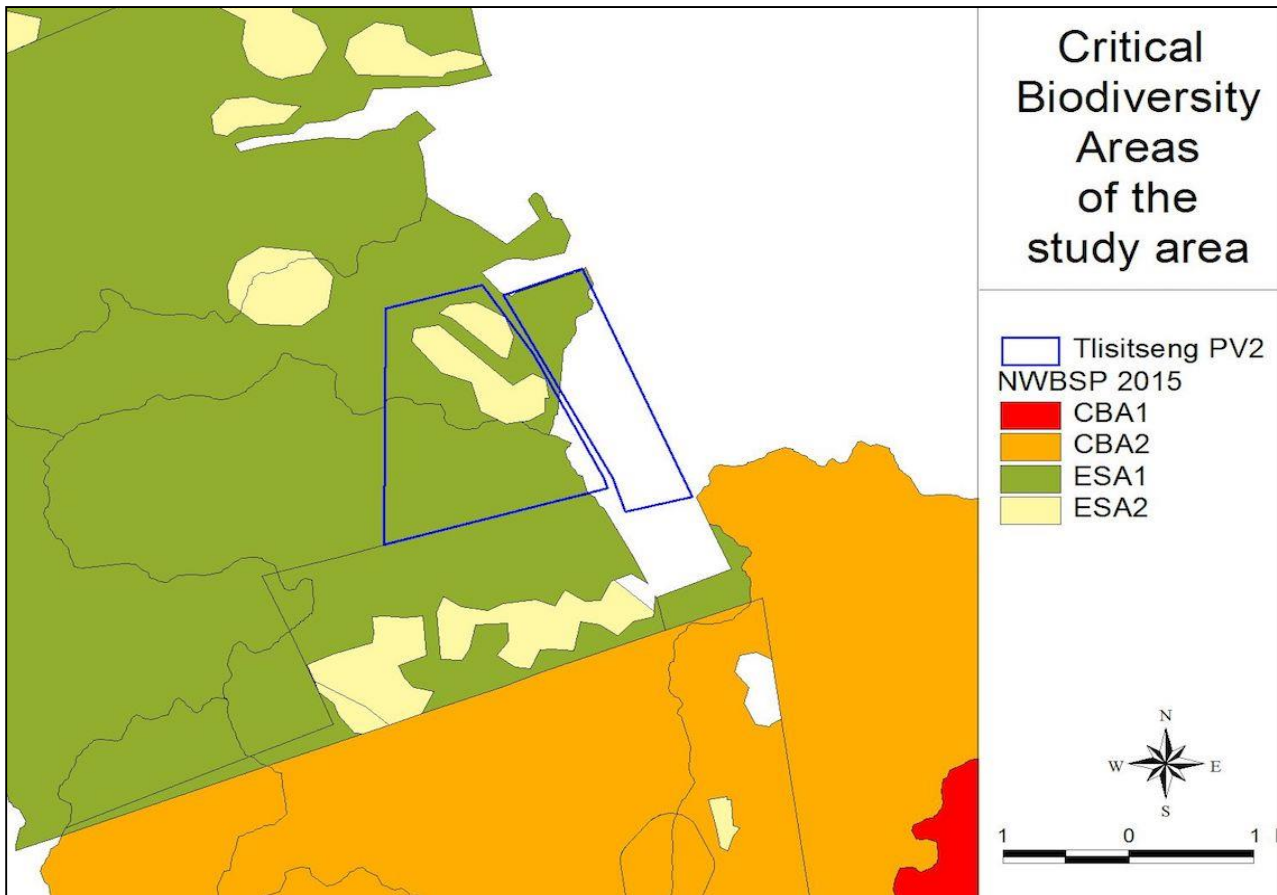 Critical
Biodiversity
Areas
of the
study area
Tlisitseng PV2
NWBSP 2015
CBA1
CBA2
ESA1
ESA2
N
W E
S
1 0 1